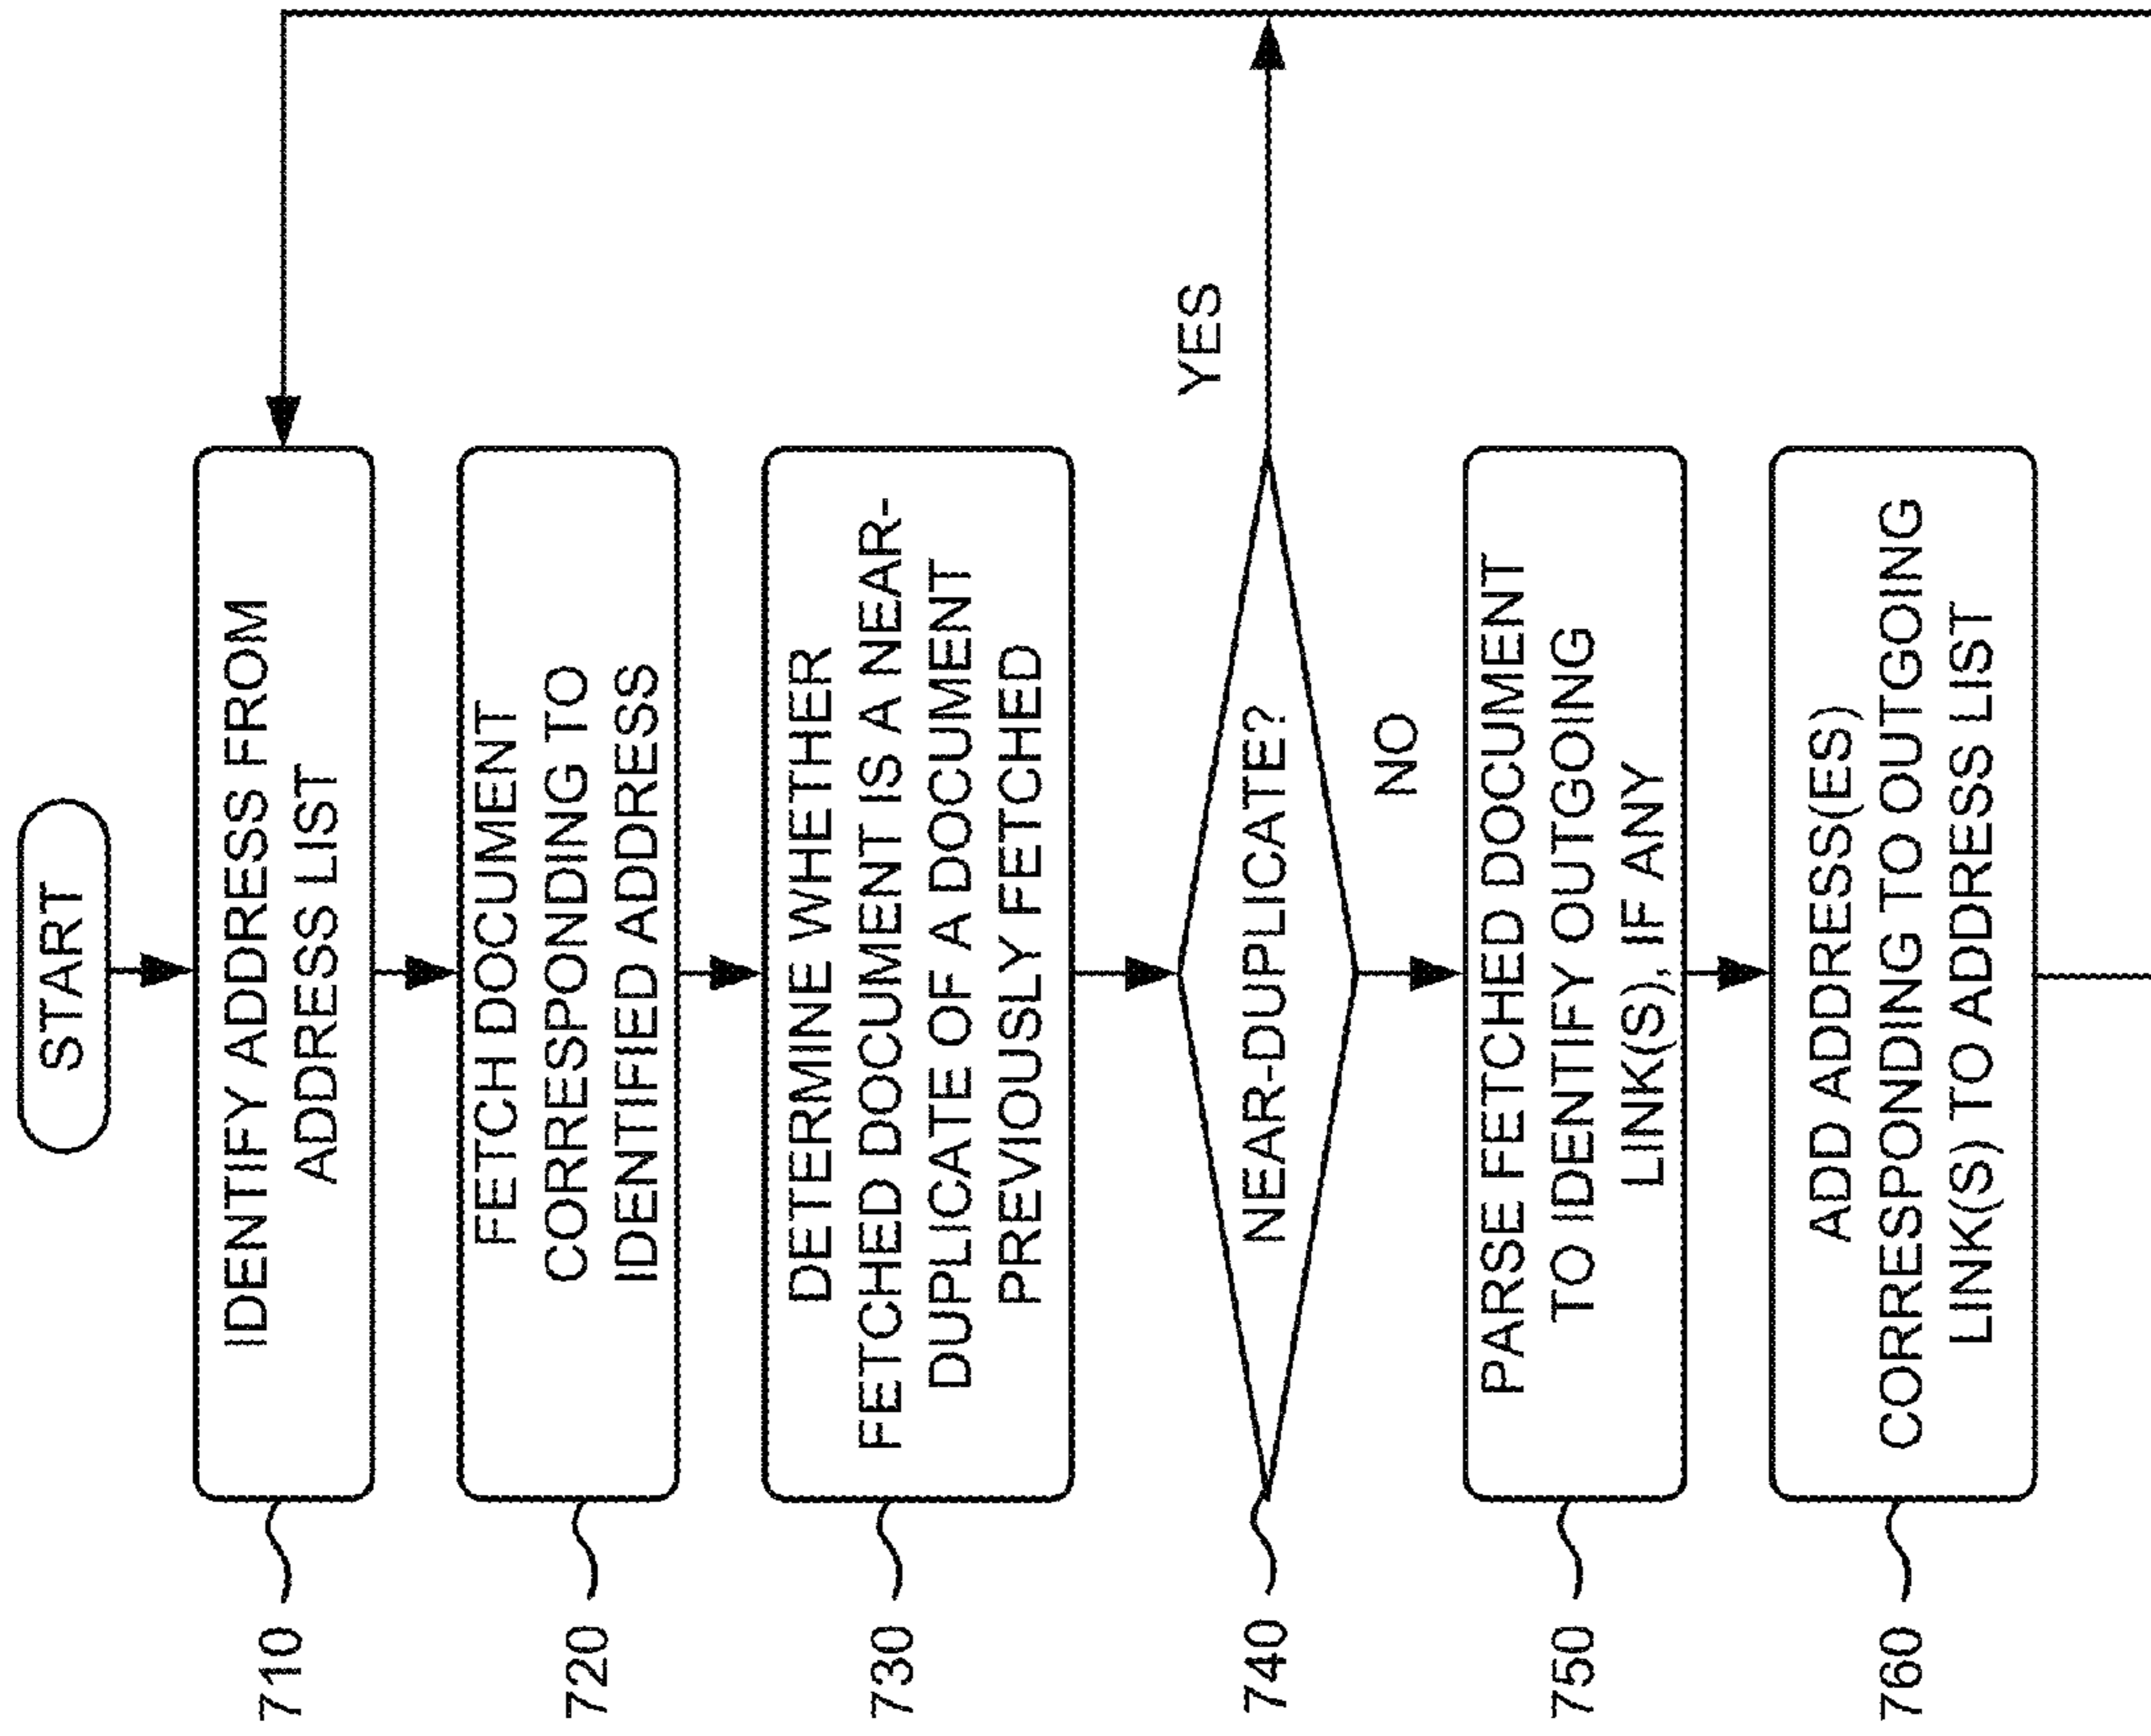 START
IDENTIFY ADDRESS FROM
ADDRESS LIST
710
FETCH DOCUMENT
CORRESPONDING TO
IDENTIFIED ADDRESS
720
DETERMINE WHETHER
FETCHED DOCUMENT IS A NEAR-
DUPLICATE OF A DOCUMENT
PREVIOUSLY FETCHED
730
NEAR-DUPLICATE?
740
YES
NO
PARSE FETCHED DOCUMENT
TO IDENTIFY OUTGOING
LINK(S), IF ANY
750
ADD ADDRESS(ES)
CORRESPONDING TO OUTGOING
LINK(S) TO ADDRESS LIST
760